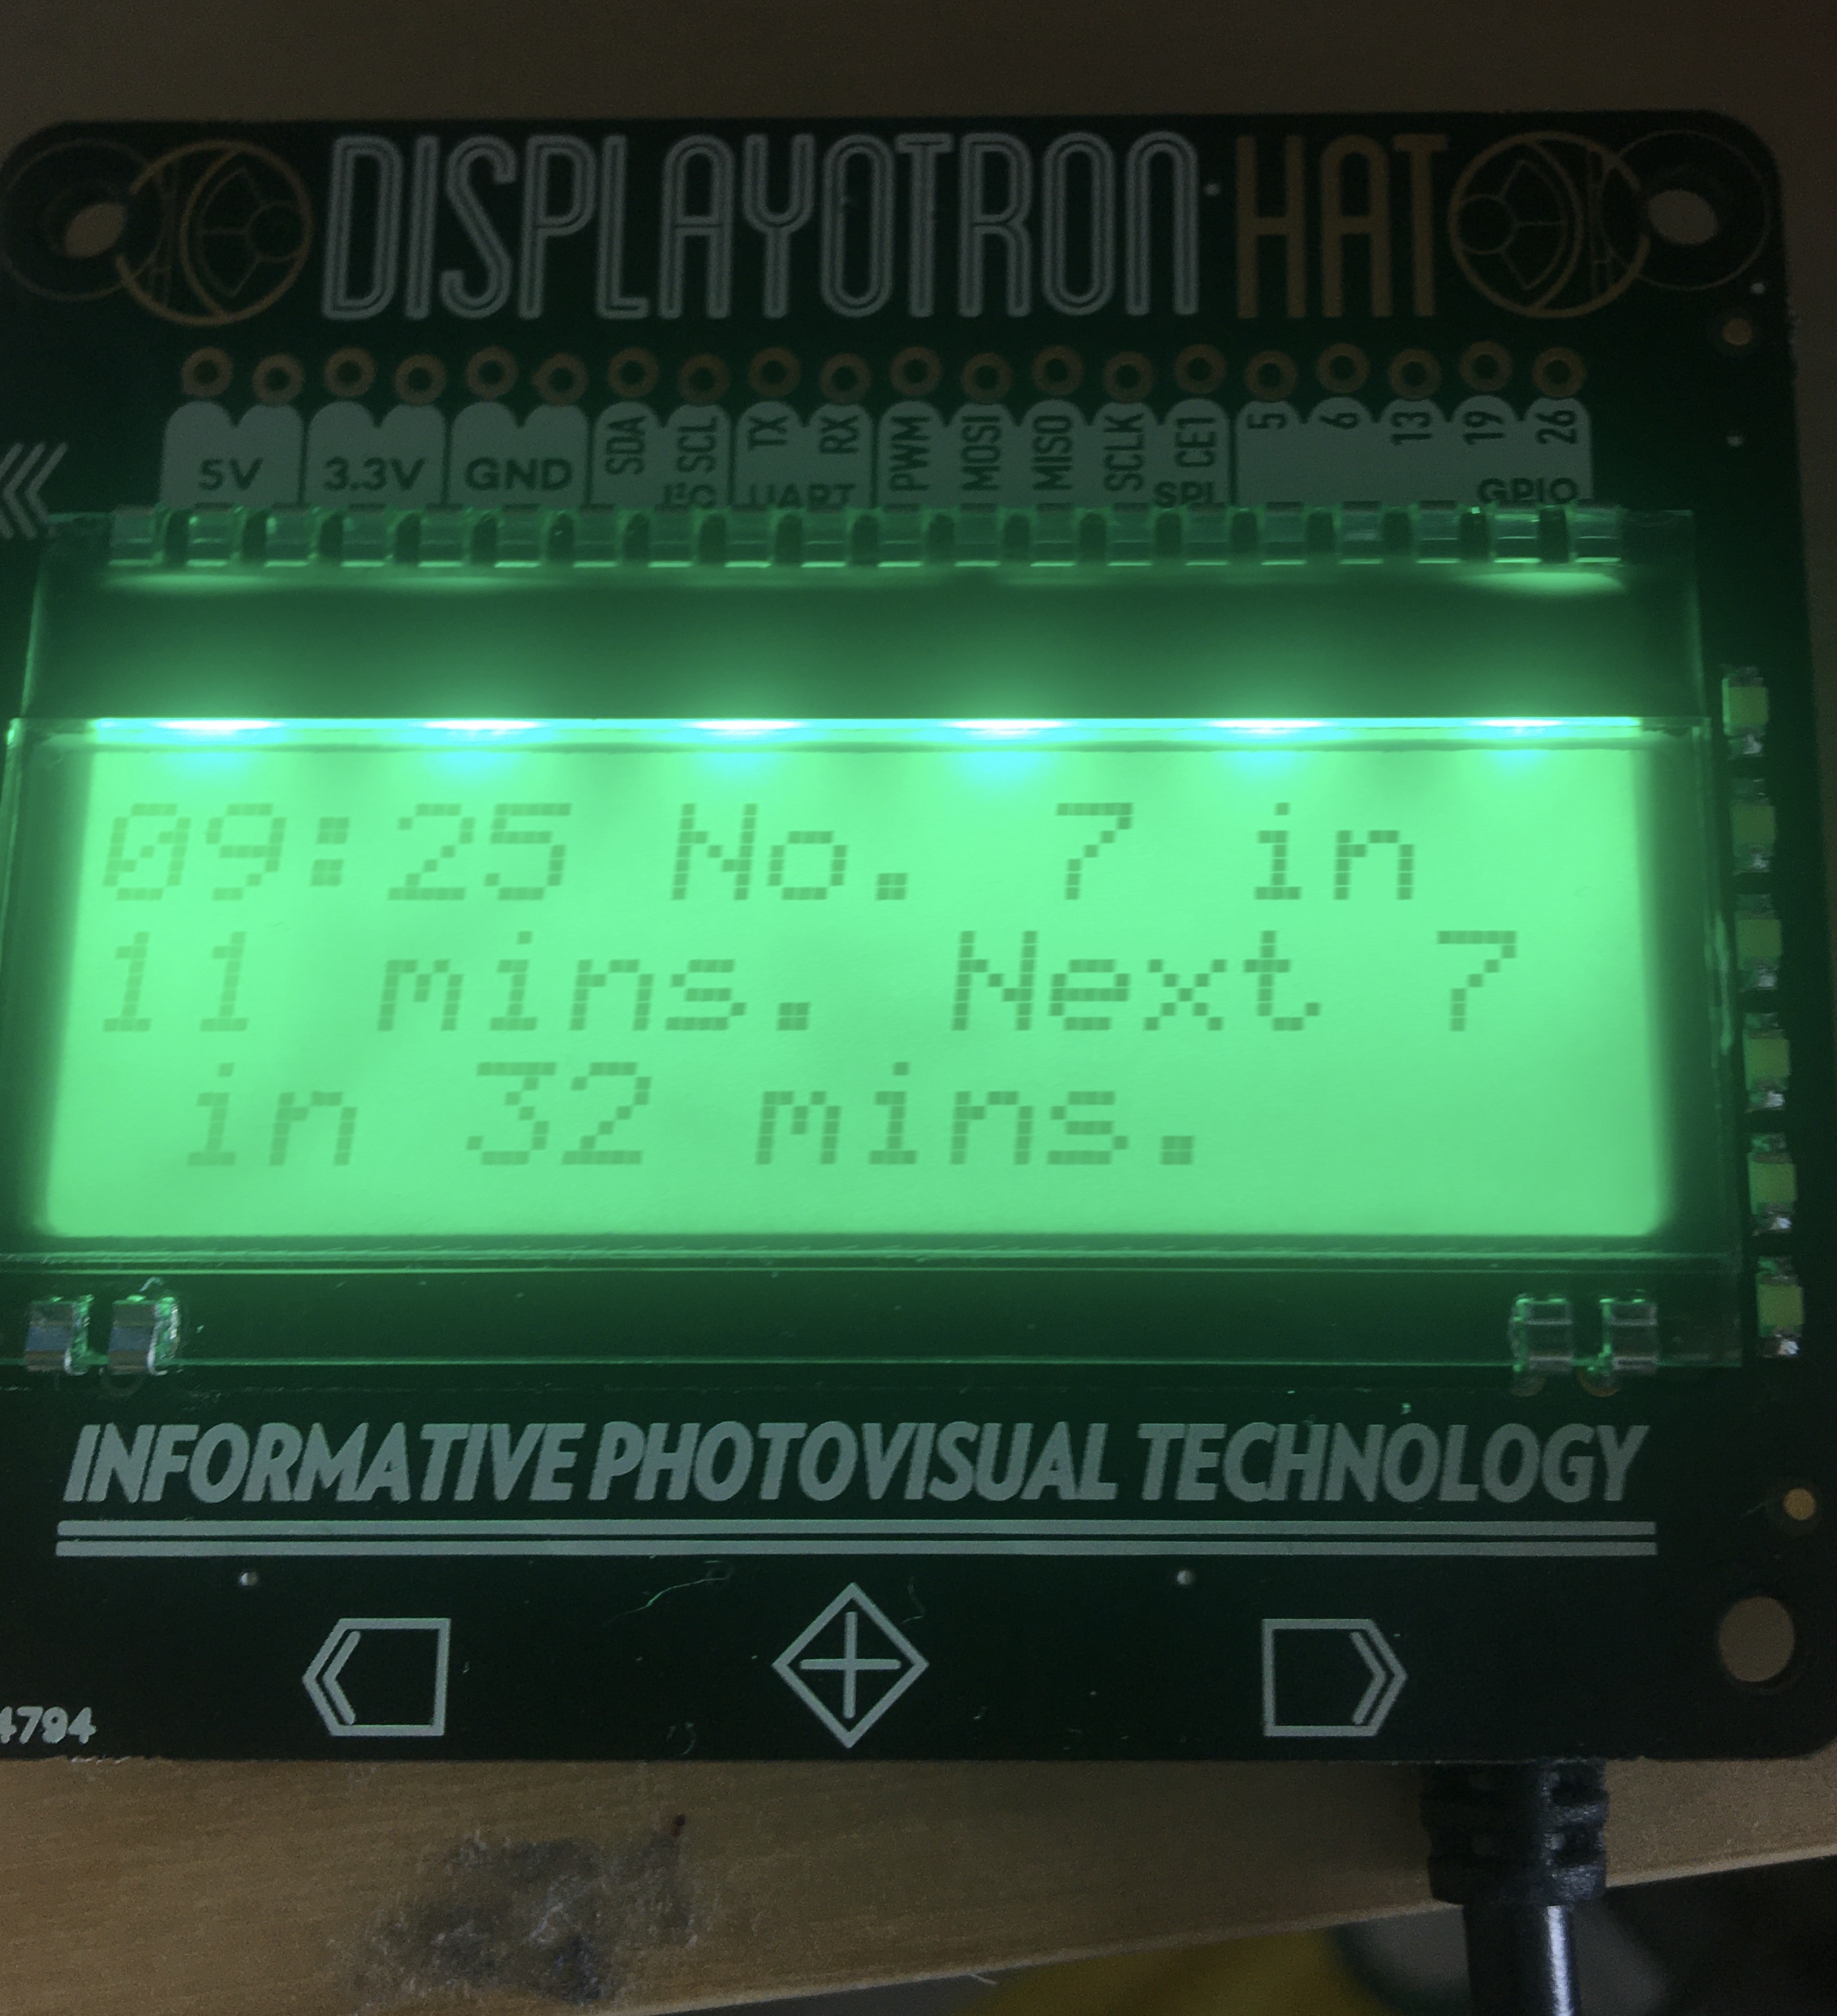 DISPLAYOTRON HAT
5V 3.3V GND SDA SCL TX RX PWM MOSI MISO SCLK CE1 5 6 13 19 26
I²C UART SPI GPIO
09:25 No. 7 in
11 mins. Next 7
in 32 mins.
INFORMATIVE PHOTOVISUAL TECHNOLOGY
4794